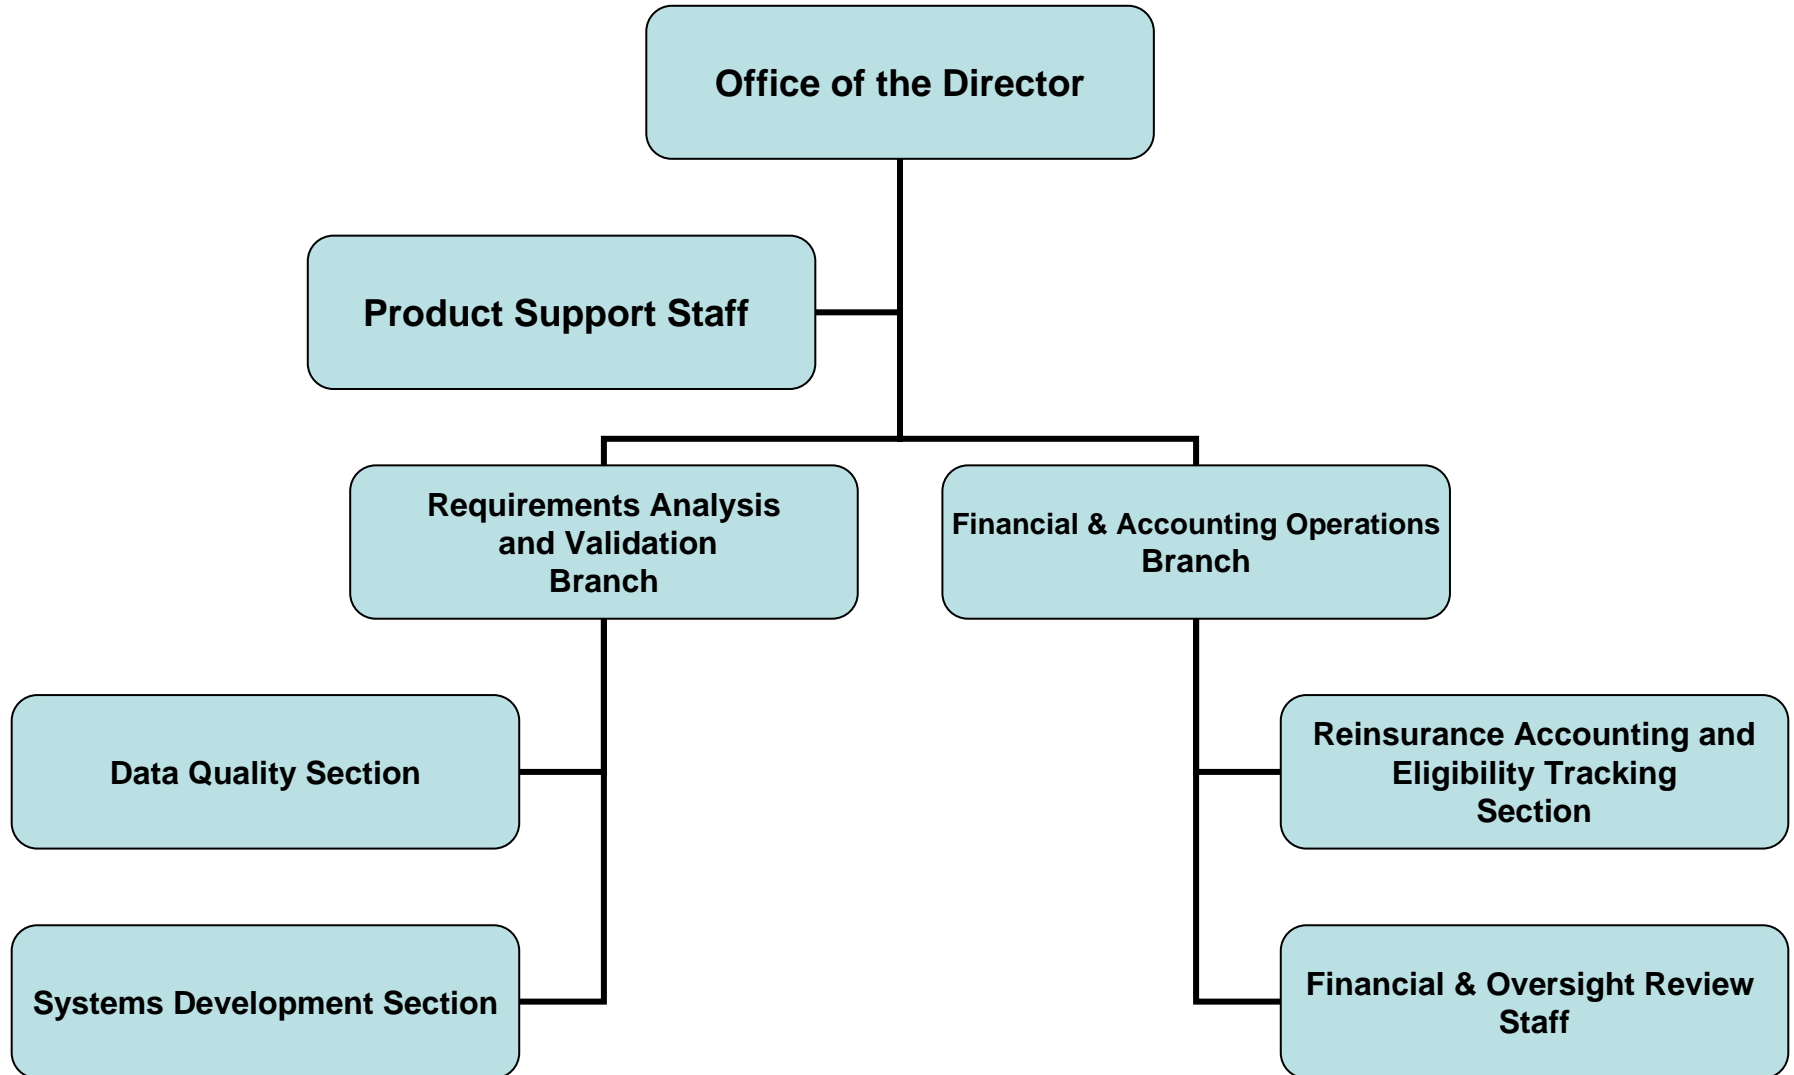 Office of the Director
Product Support Staff
Requirements Analysis
and Validation
Branch
Financial & Accounting Operations
Branch
Data Quality Section
Reinsurance Accounting and
Eligibility Tracking
Section
Systems Development Section
Financial & Oversight Review
Staff